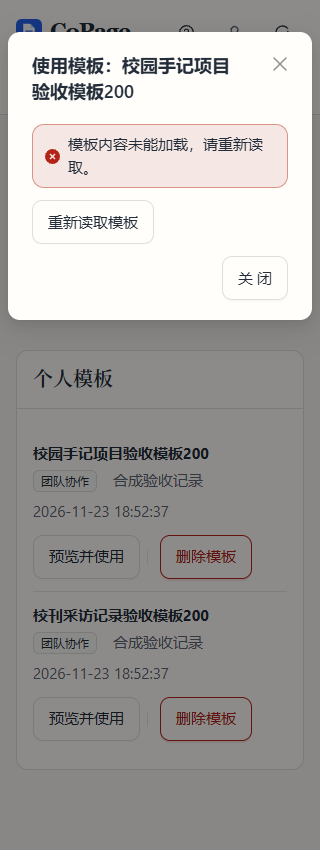 CoPage
使用模板：校园手记项目
验收模板200
模板内容未能加载，请重新读
取。
重新读取模板
关 闭
个人模板
校园手记项目验收模板200
团队协作 合成验收记录
2026-11-23 18:52:37
预览并使用 删除模板
校刊采访记录验收模板200
团队协作 合成验收记录
2026-11-23 18:52:37
预览并使用 删除模板